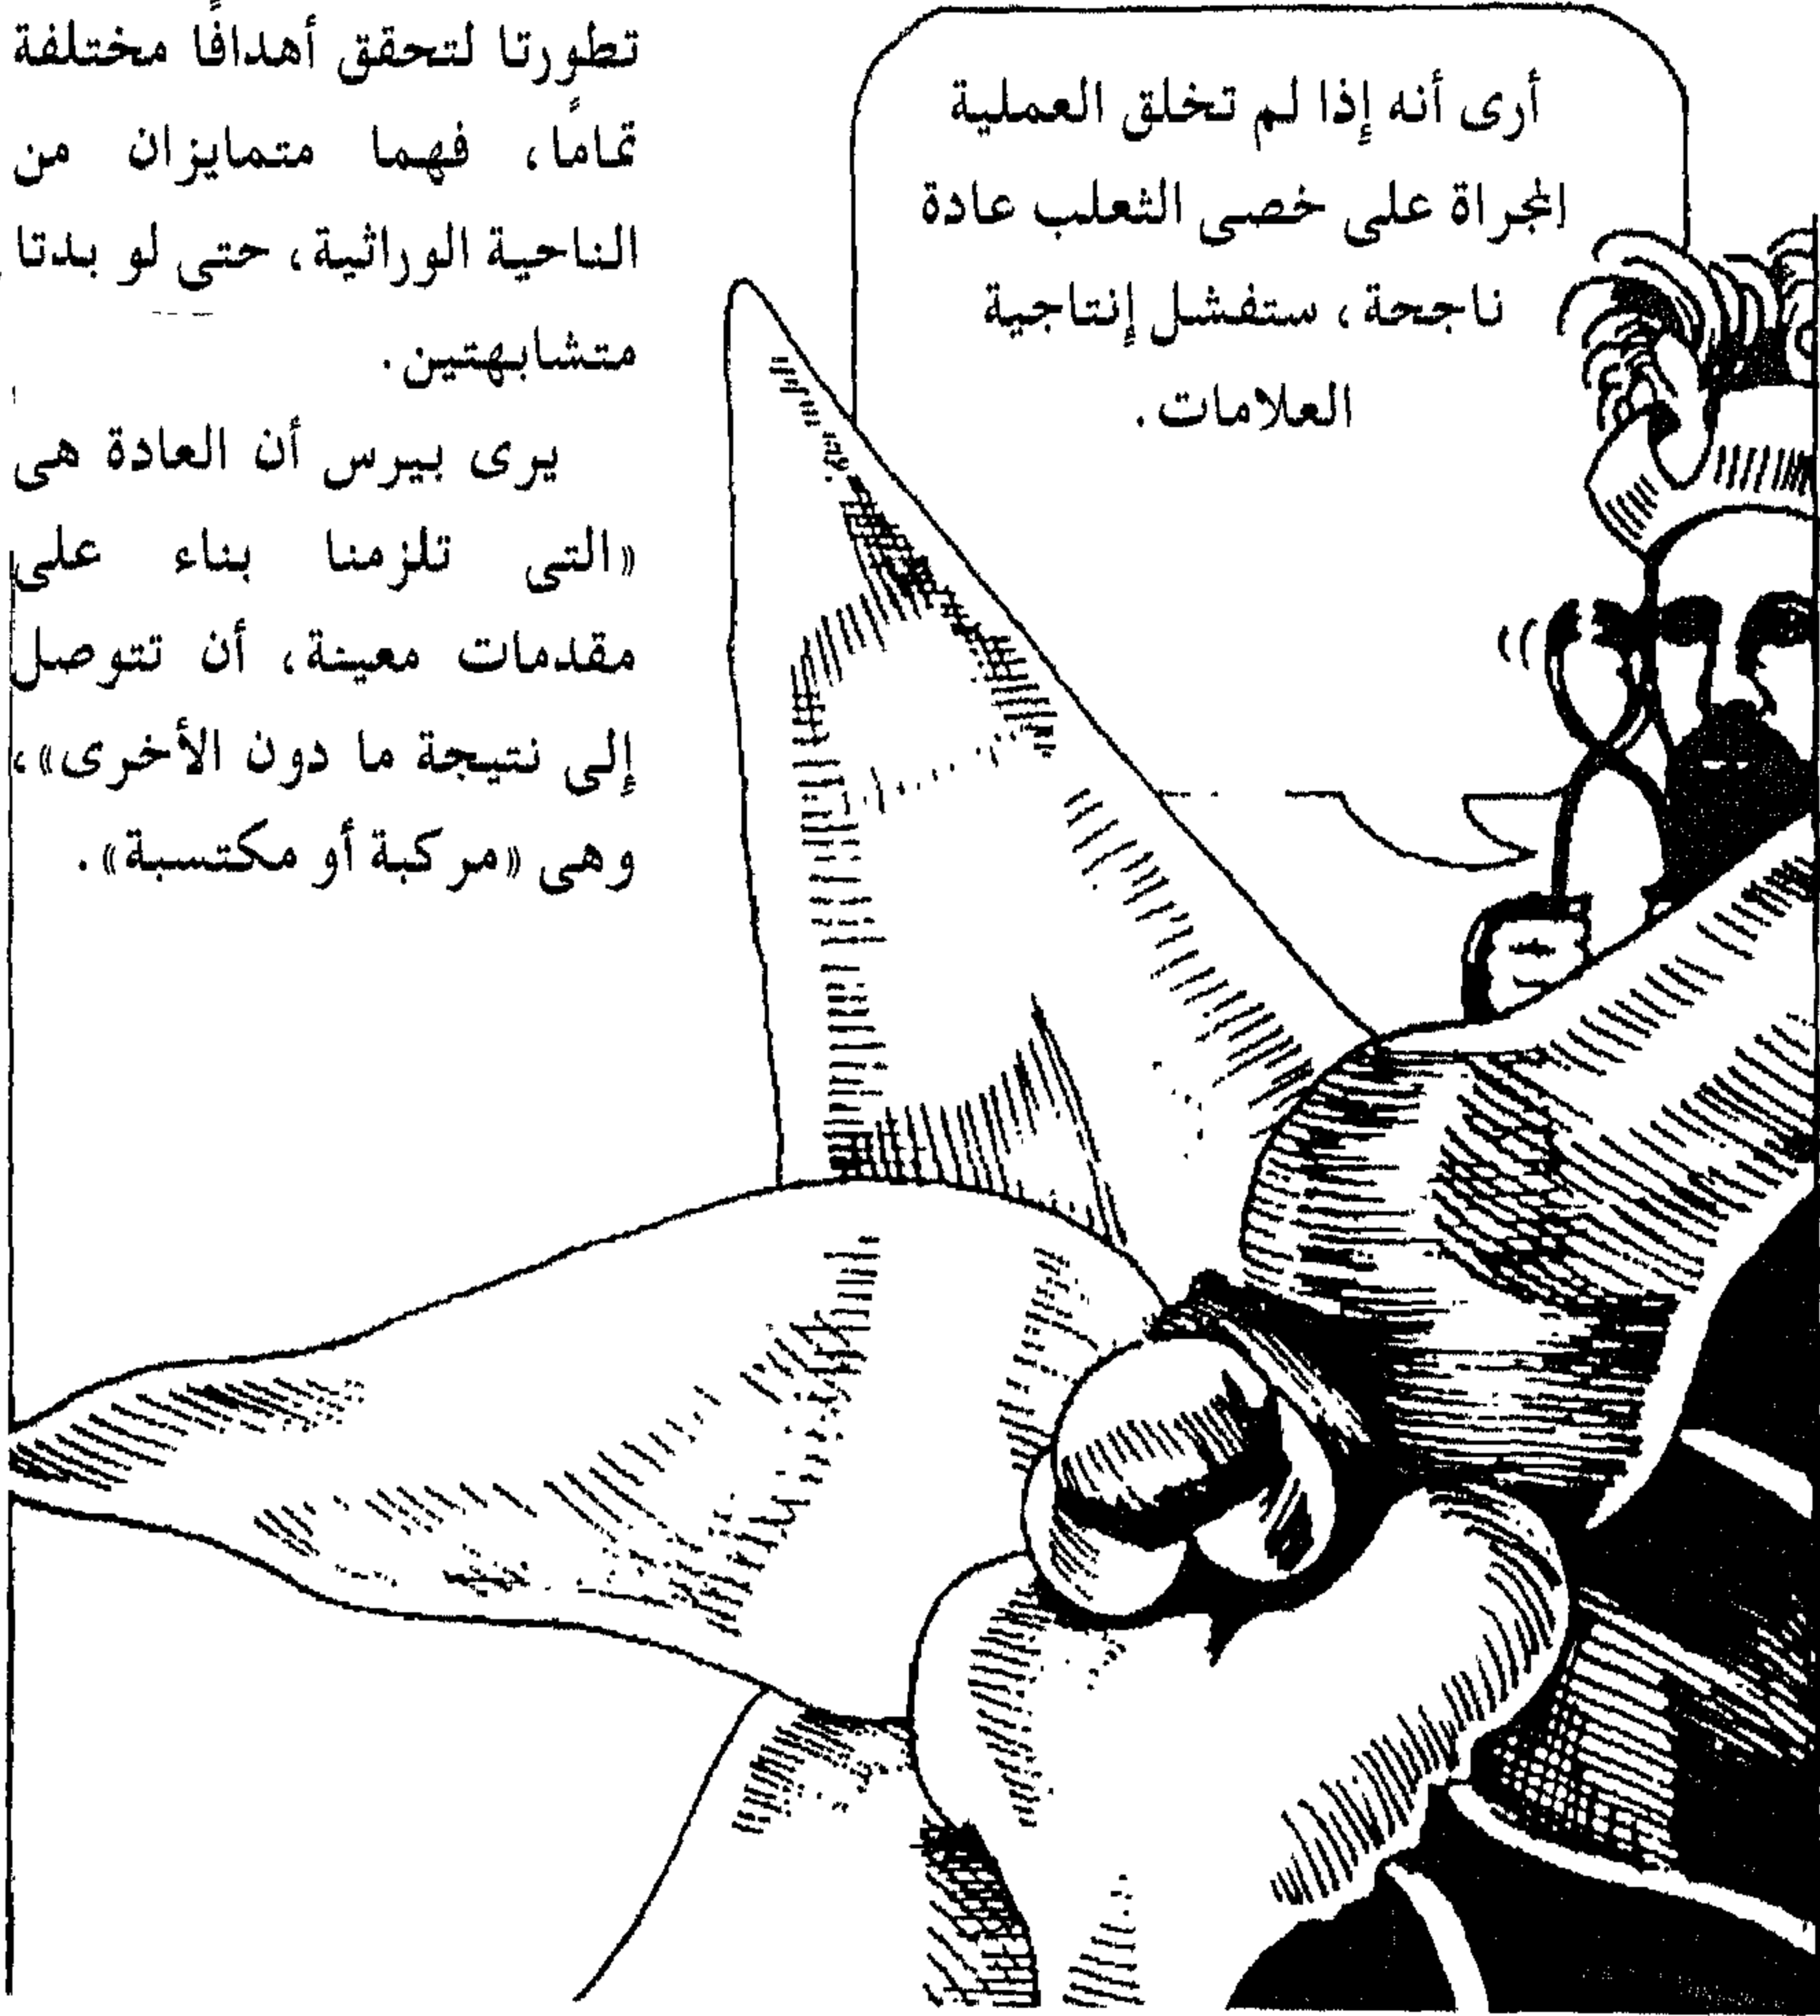 أرى أنه إذا لم تخلق العملية
المجراة على خصى الثعلب عادة
ناجحة، ستفشل إنتاجية
العلامات.
تطورتا لتحقق أهدافًا مختلفة
تمامًا، فهما متمايزان من
الناحية الوراثية، حتى لو بدتا
متشابهتين.
يرى بيرس أن العادة هى
«التى تلزمنا بناء على
مقدمات معينة، أن نتوصل
إلى نتيجة ما دون الأخرى»،
وهى «مركبة أو مكتسبة».